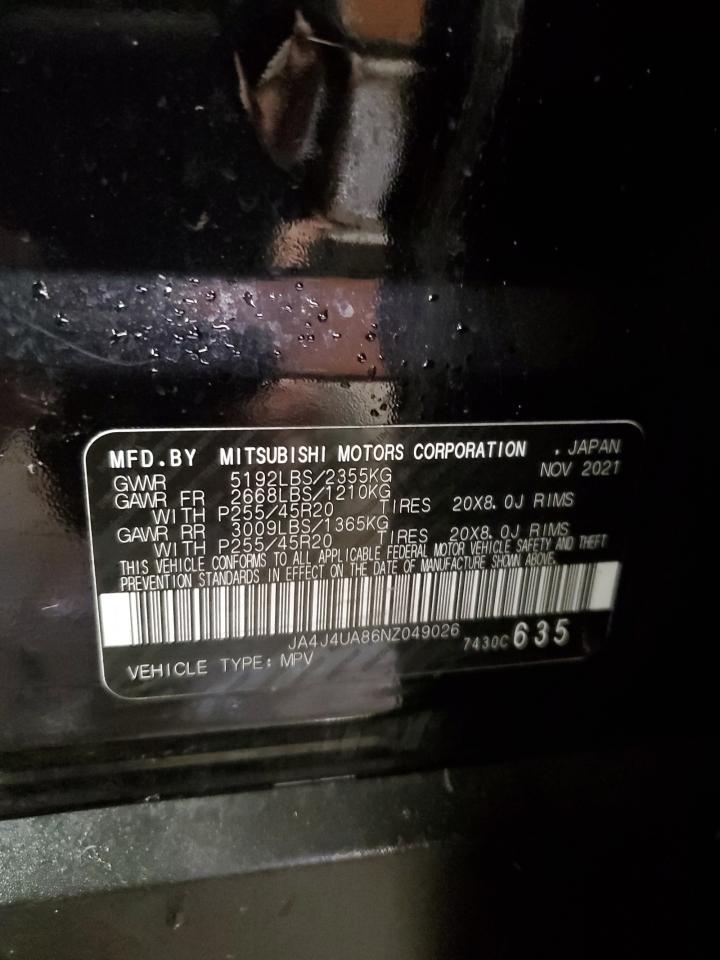 MFD.BY MITSUBISHI MOTORS CORPORATION , JAPAN
NOV 2021
GVWR 5192LBS/2355KG
GAWR FR 2668LBS/1210KG
WITH P255/45R20 TIRES 20X8.0J RIMS
GAWR RR 3009LBS/1365KG
WITH P255/45R20 TIRES 20X8.0J RIMS
THIS VEHICLE CONFORMS TO ALL APPLICABLE FEDERAL MOTOR VEHICLE SAFETY AND THEFT
PREVENTION STANDARDS IN EFFECT ON THE DATE OF MANUFACTURE SHOWN ABOVE.
JA4J4UA86NZ049026
7430C 635
VEHICLE TYPE: MPV